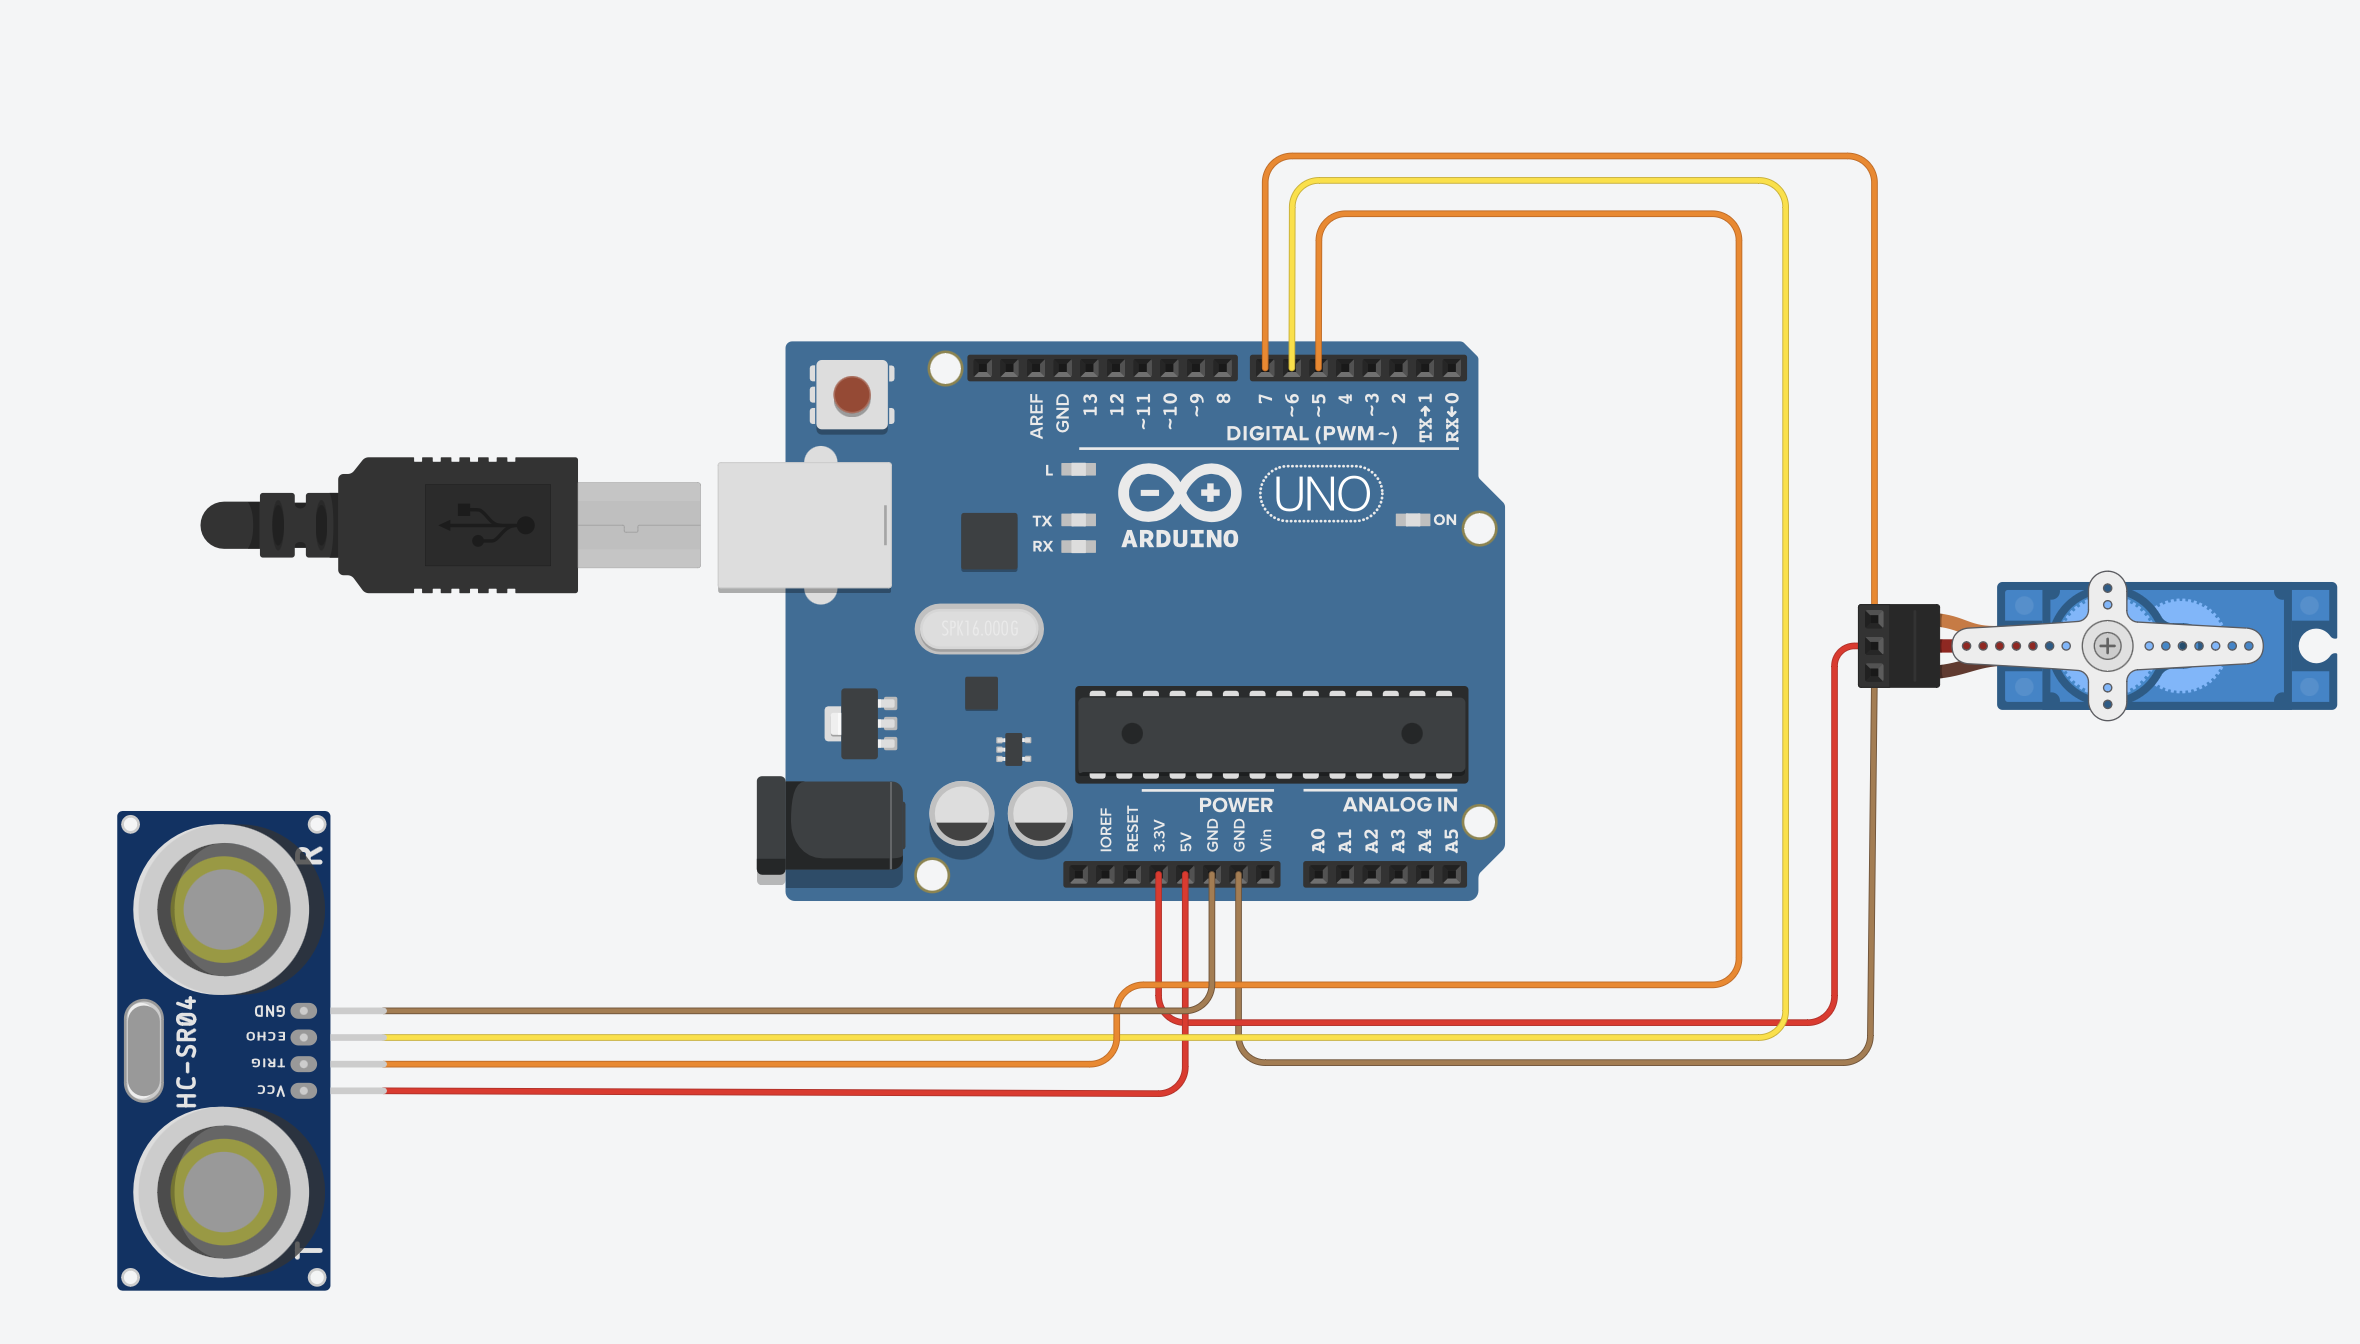 AREF
GND
13
12
~11
~10
~9
8
7
~6
~5
4
~3
2
TX→1
RX←0
DIGITAL (PWM~)
L
TX
RX
ARDUINO
UNO
ON
SPK16.000G
POWER
ANALOG IN
IOREF
RESET
3.3V
5V
GND
GND
Vin
A0
A1
A2
A3
A4
A5
R
HC-SR04
GND
ECHO
TRIG
Vcc
T